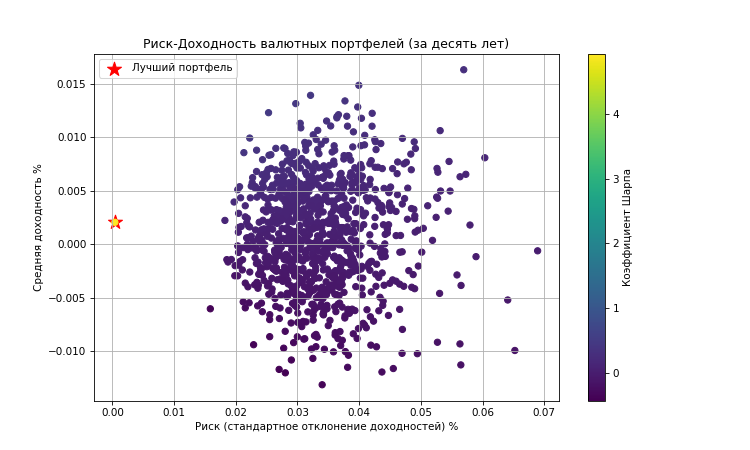 Риск-Доходность валютных портфелей (за десять лет)
Лучший портфель
0.015
0.010
0.005
0.000
−0.005
−0.010
Средняя доходность %
0.00 0.01 0.02 0.03 0.04 0.05 0.06 0.07
Риск (стандартное отклонение доходностей) %
4
3
2
1
0
Коэффициент Шарпа